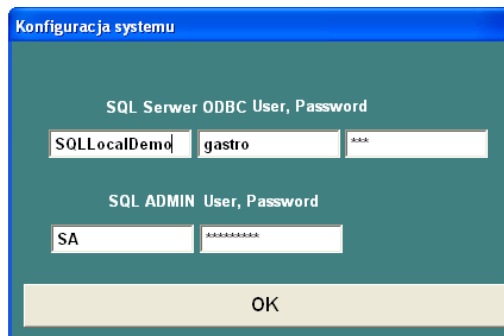 Konfiguracja systemu
SQL Serwer ODBC User, Password
SQLLocalDemo gastro ***
SQL ADMIN User, Password
SA *********
OK